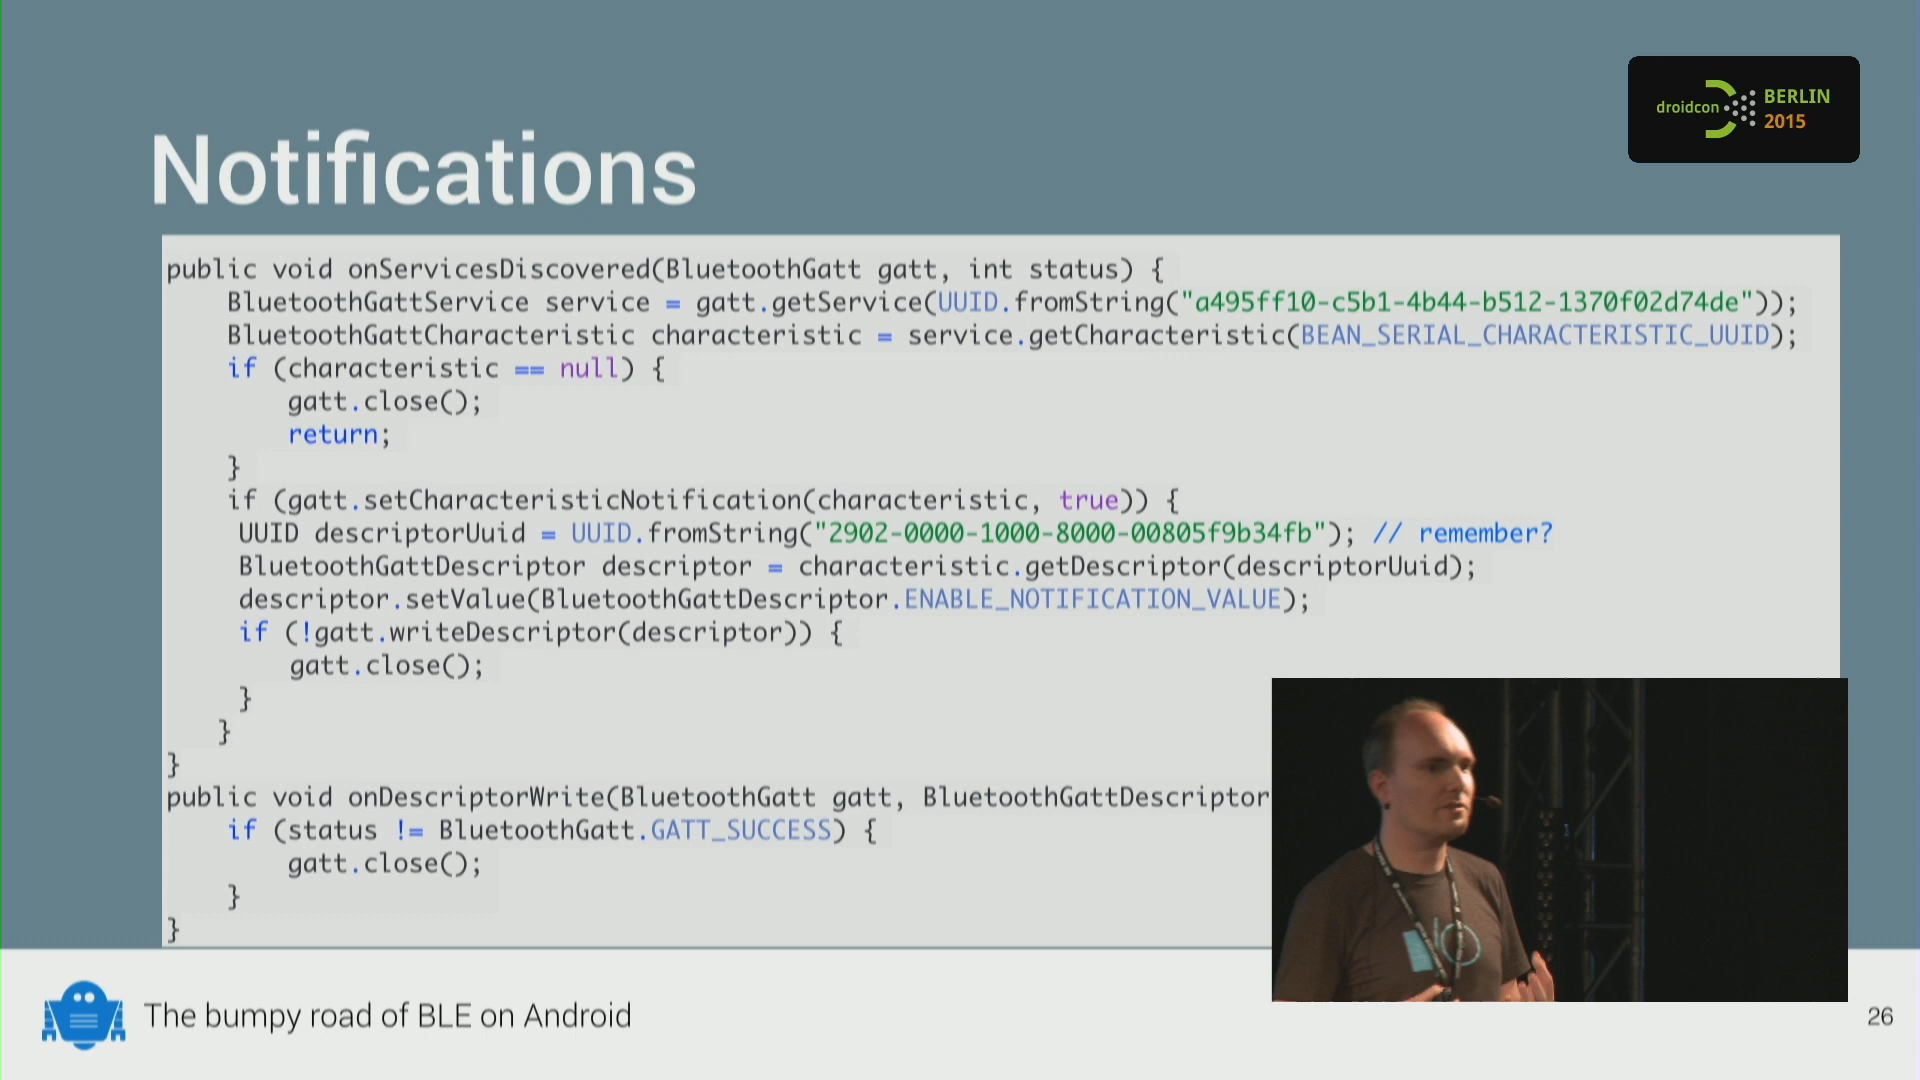 droidcon BERLIN
2015
Notifications
public void onServicesDiscovered(BluetoothGatt gatt, int status) {
BluetoothGattService service = gatt.getService(UUID.fromString("a495ff10-c5b1-4b44-b512-1370f02d74de"));
BluetoothGattCharacteristic characteristic = service.getCharacteristic(BEAN_SERIAL_CHARACTERISTIC_UUID);
if (characteristic == null) {
gatt.close();
return;
}
if (gatt.setCharacteristicNotification(characteristic, true)) {
UUID descriptorUuid = UUID.fromString("2902-0000-1000-8000-00805f9b34fb"); // remember?
BluetoothGattDescriptor descriptor = characteristic.getDescriptor(descriptorUuid);
descriptor.setValue(BluetoothGattDescriptor.ENABLE_NOTIFICATION_VALUE);
if (!gatt.writeDescriptor(descriptor)) {
gatt.close();
}
}
}
public void onDescriptorWrite(BluetoothGatt gatt, BluetoothGattDescriptor
if (status != BluetoothGatt.GATT_SUCCESS) {
gatt.close();
}
}
The bumpy road of BLE on Android
26